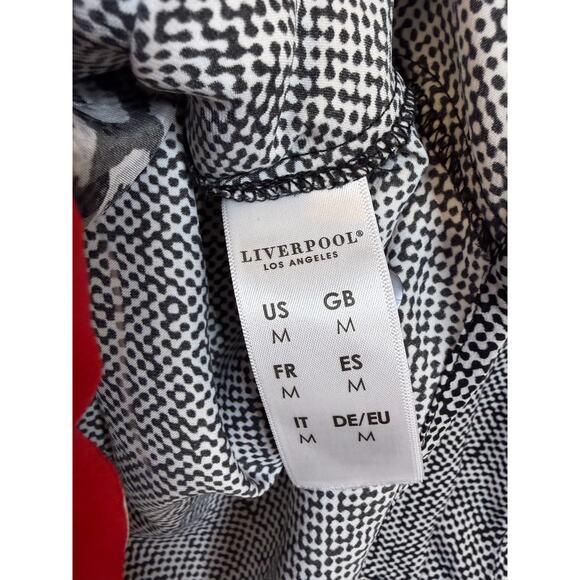 LIVERPOOL®
LOS ANGELES
US GB
M M
FR ES
M M
IT DE/EU
M M